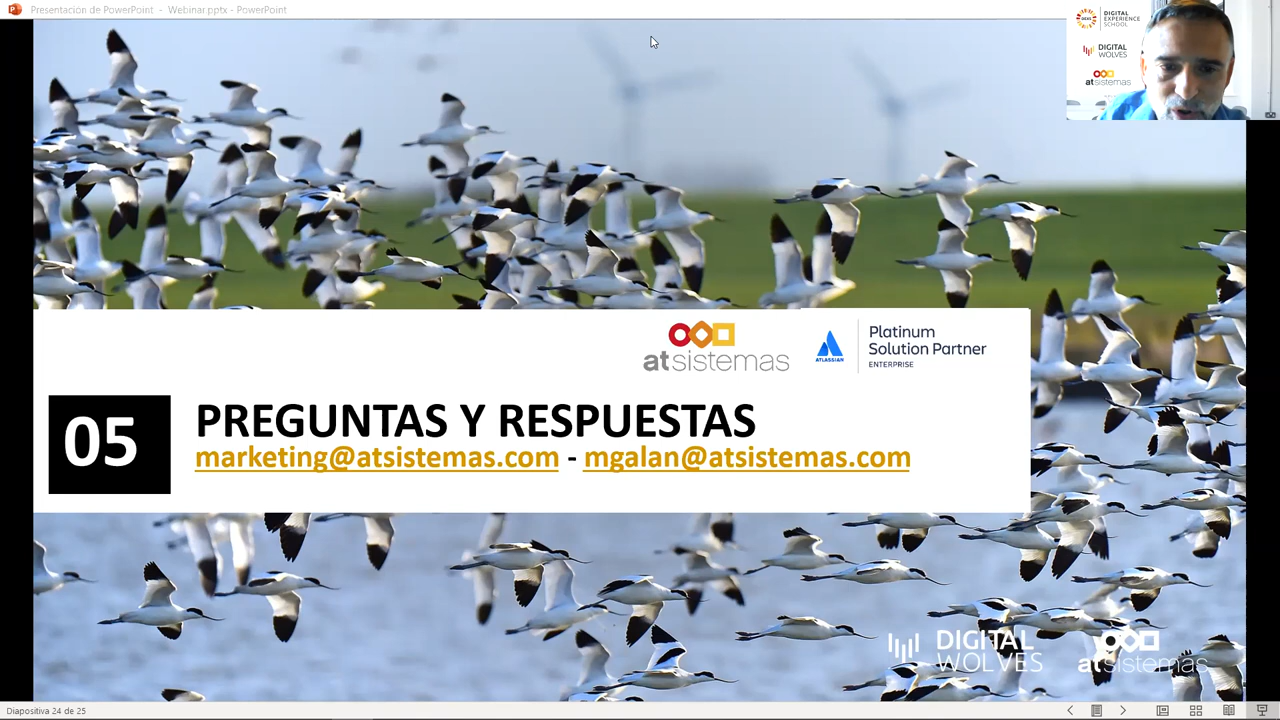 Presentación de PowerPoint - Webinar.pptx - PowerPoint
DIGITAL
EXPERIENCE
SCHOOL
DIGITAL
WOLVES
atsistemas
atsistemas
ATLASSIAN
Platinum
Solution Partner
ENTERPRISE
05
PREGUNTAS Y RESPUESTAS
marketing@atsistemas.com - mgalan@atsistemas.com
DIGITAL
WOLVES
atsistemas
Diapositiva 24 de 25